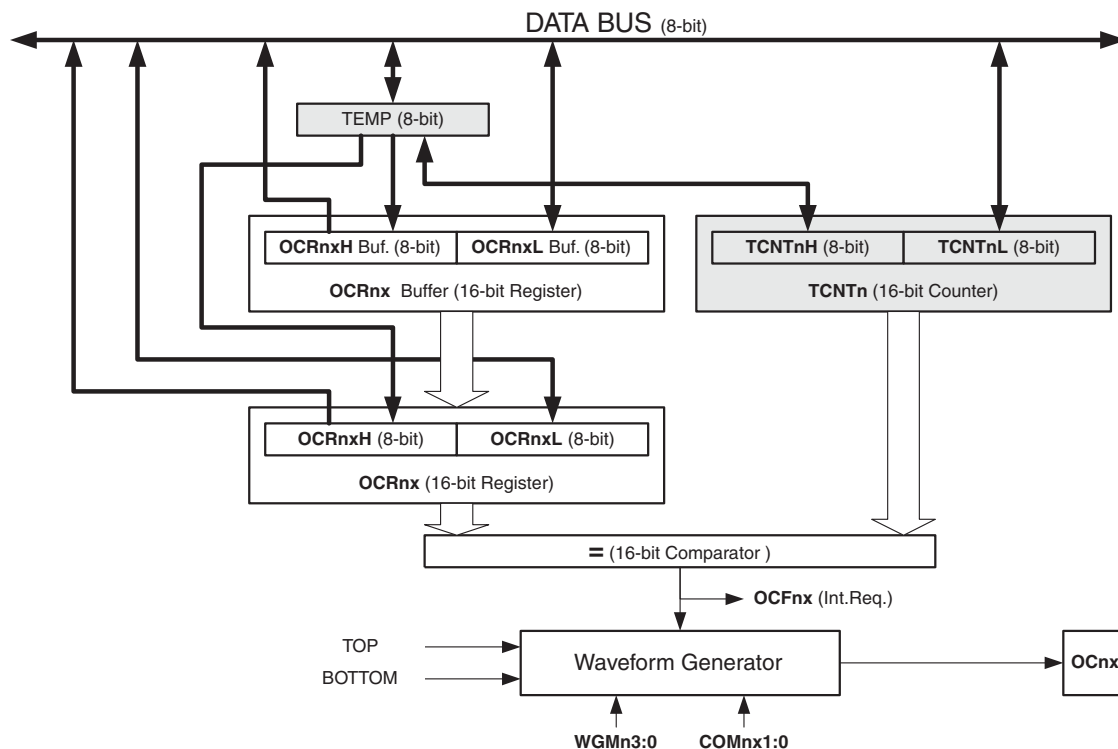 DATA BUS (8-bit)
TEMP (8-bit)
OCRnxH Buf. (8-bit) OCRnxL Buf. (8-bit)
TCNTnH (8-bit) TCNTnL (8-bit)
OCRnx Buffer (16-bit Register)
TCNTn (16-bit Counter)
OCRnxH (8-bit) OCRnxL (8-bit)
OCRnx (16-bit Register)
= (16-bit Comparator )
OCFnx (Int.Req.)
TOP
BOTTOM
Waveform Generator
OCnx
WGMn3:0 COMnx1:0